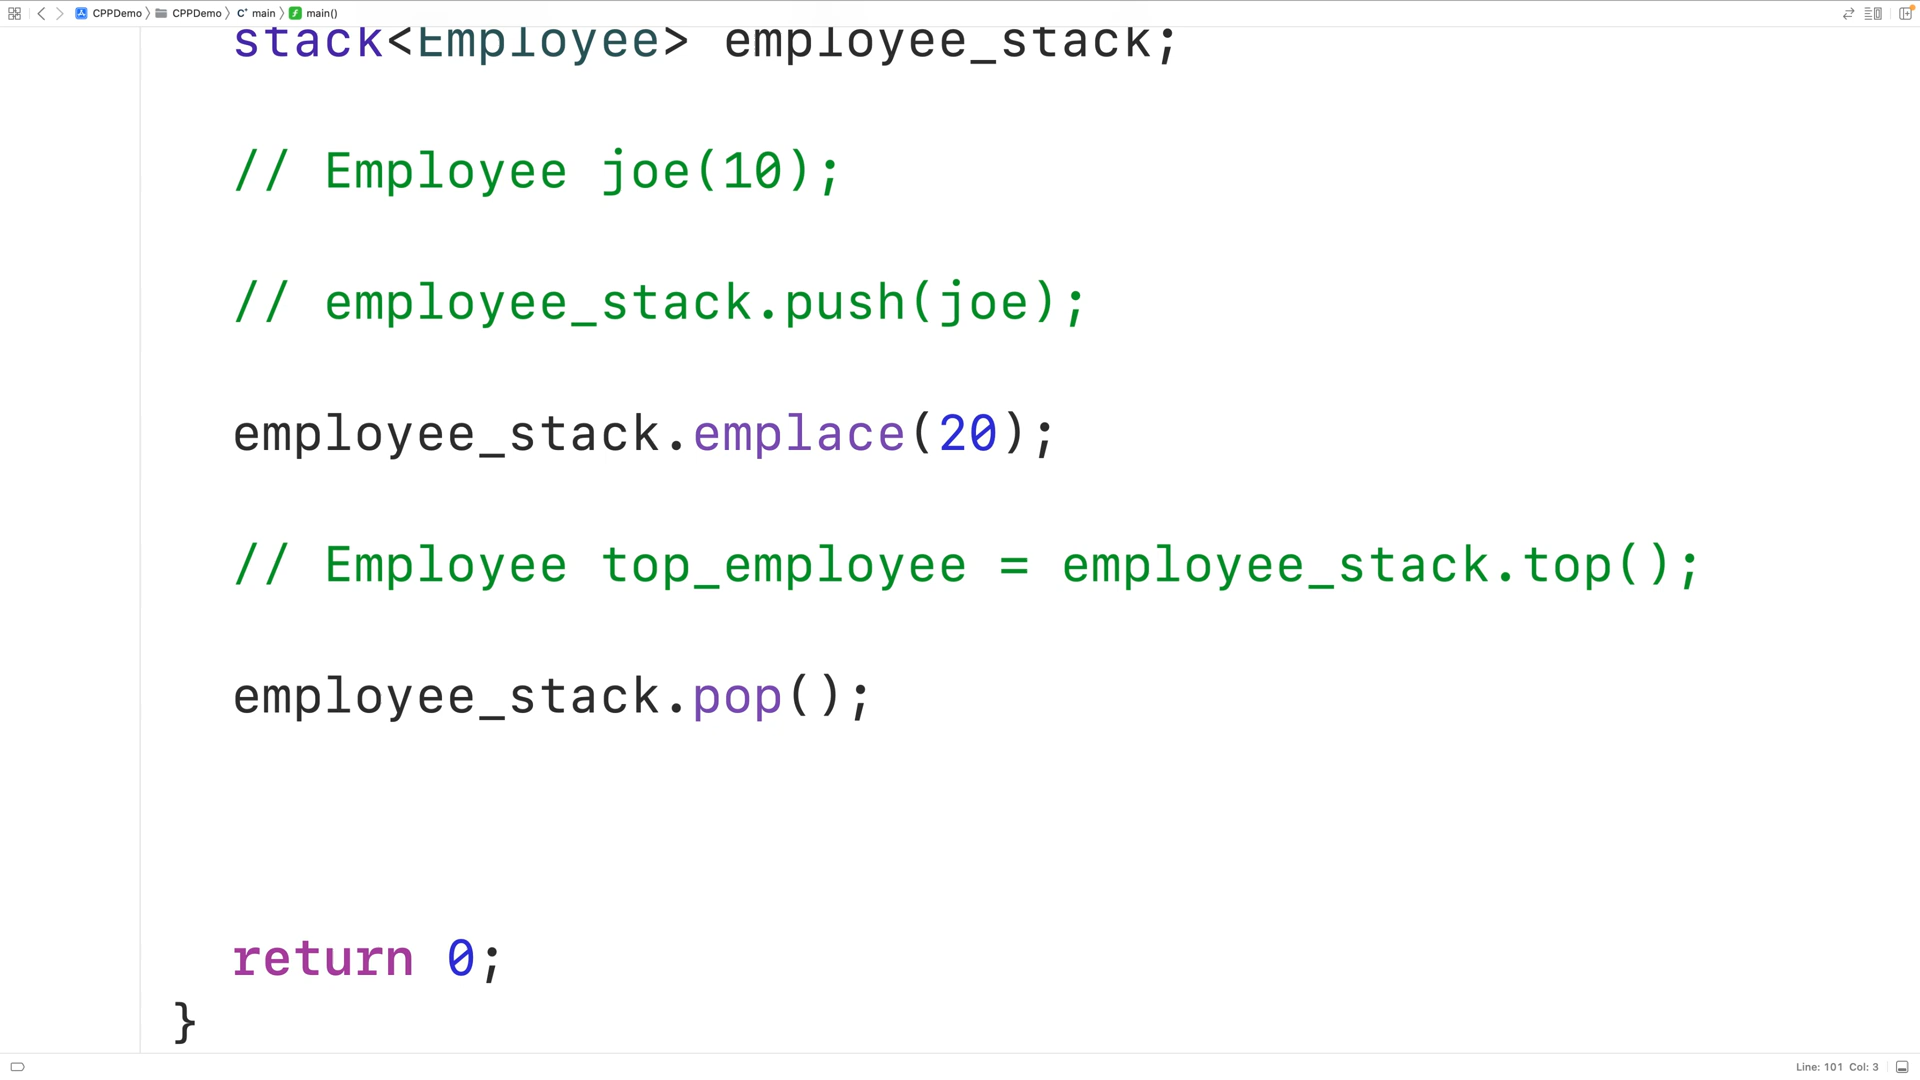 CPPDemo CPPDemo C+ main f main()
stack<Employee> employee_stack;
// Employee joe(10);
// employee_stack.push(joe);
employee_stack.emplace(20);
// Employee top_employee = employee_stack.top();
employee_stack.pop();
return 0;
}
Line: 101 Col: 3